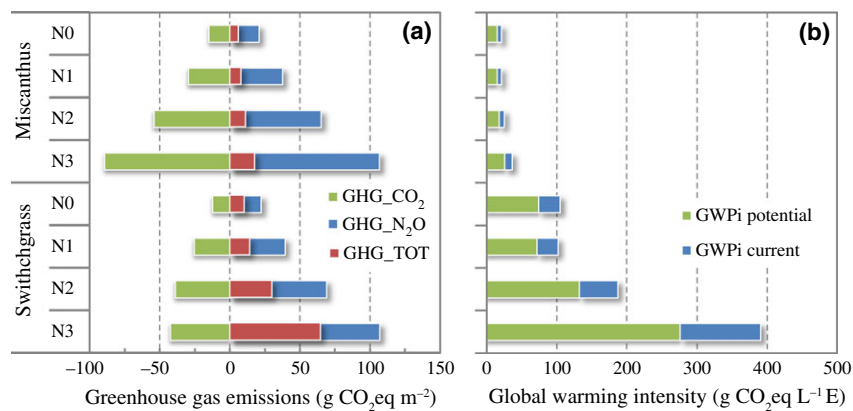 (a)
(b)
Miscanthus
N0
N1
N2
N3
Swithchgrass
N0
N1
N2
N3
GHG_CO₂
GHG_N₂O
GHG_TOT
GWPi potential
GWPi current
−100 −50 0 50 100 150
0 100 200 300 400 500
Greenhouse gas emissions (g CO₂eq m⁻²)
Global warming intensity (g CO₂eq L⁻¹ E)